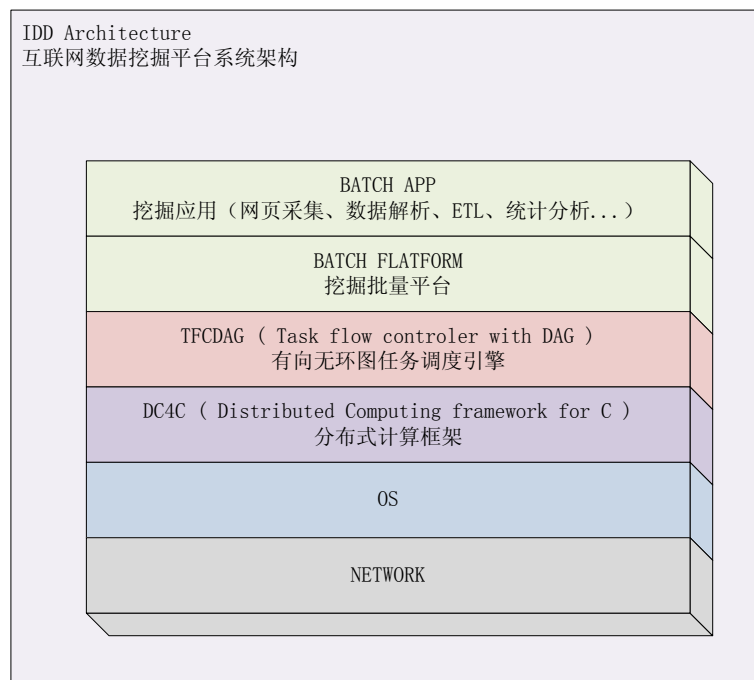 IDD Architecture
互联网数据挖掘平台系统架构
BATCH APP
挖掘应用（网页采集、数据解析、ETL、统计分析...）
BATCH FLATFORM
挖掘批量平台
TFCDAG ( Task flow controler with DAG )
有向无环图任务调度引擎
DC4C ( Distributed Computing framework for C )
分布式计算框架
OS
NETWORK